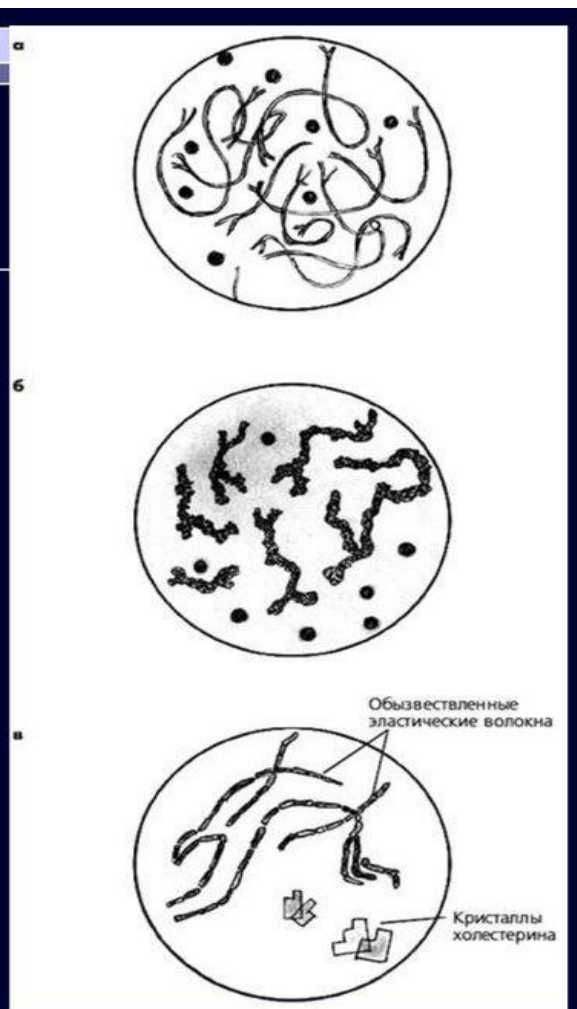 а
б
Обызвествленные
эластические волокна
в
Кристаллы
холестерина